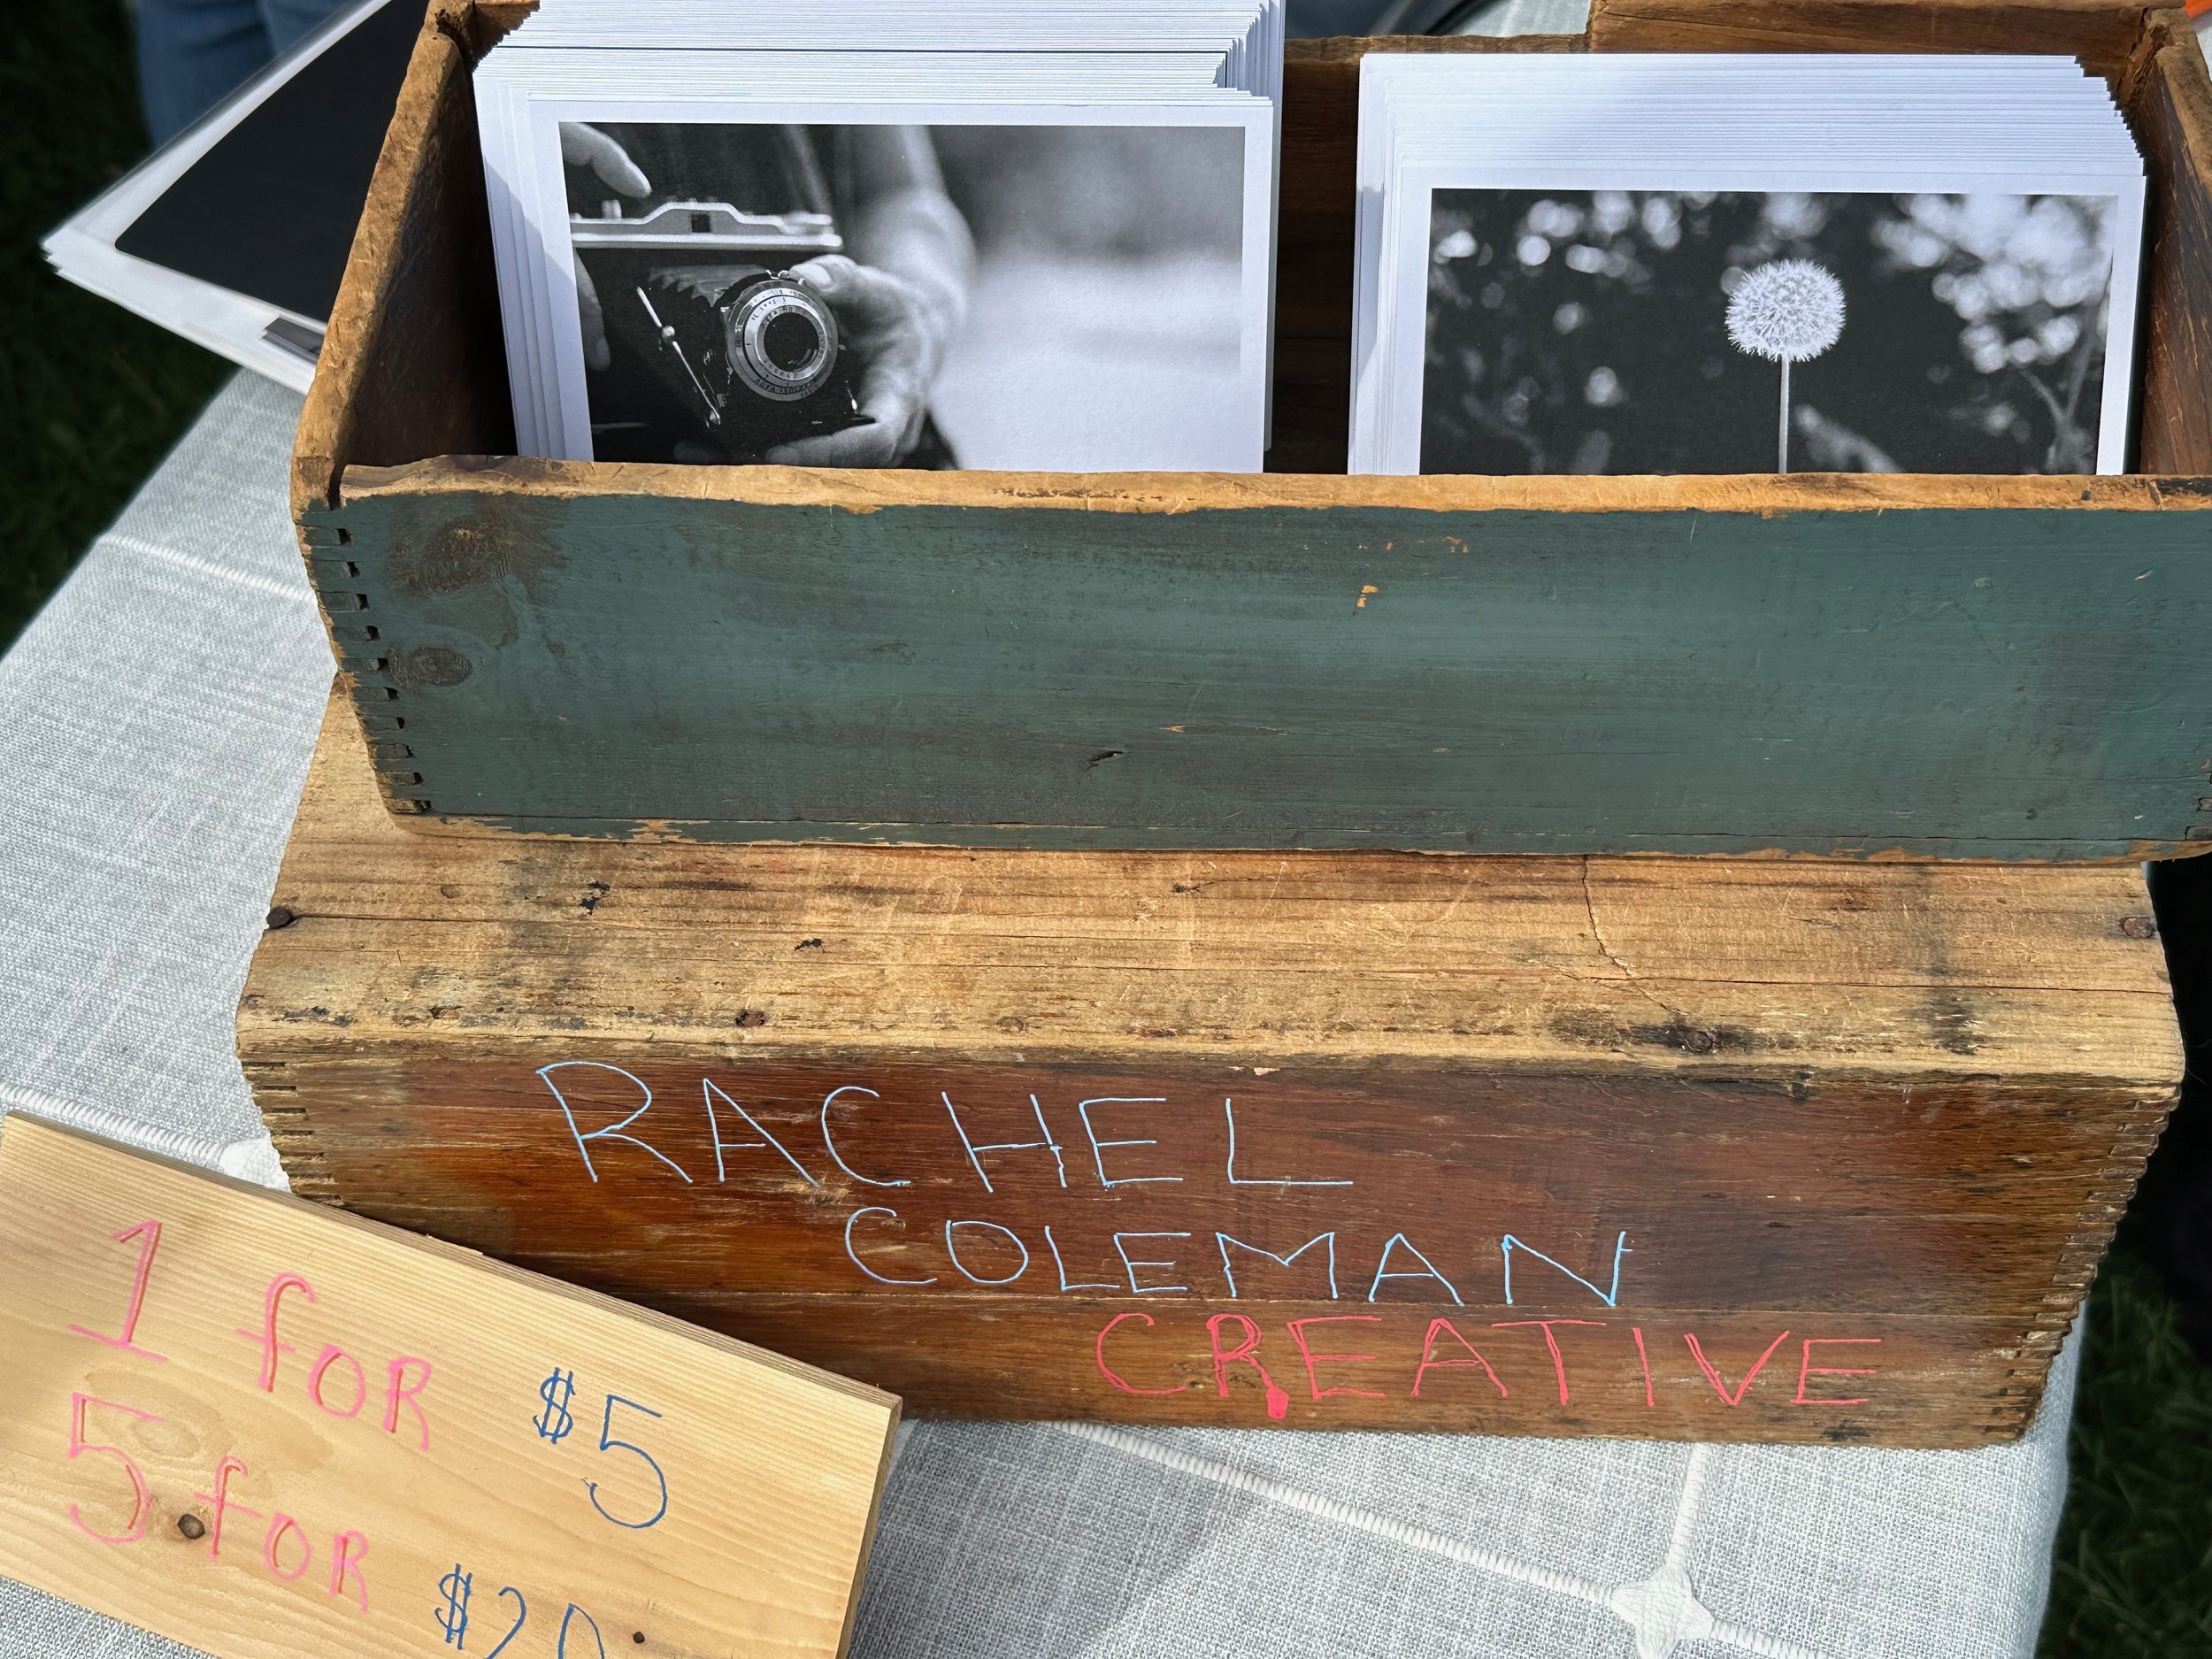 RACHEL
COLEMAN
CREATIVE
1 foR $5
5 foR $20